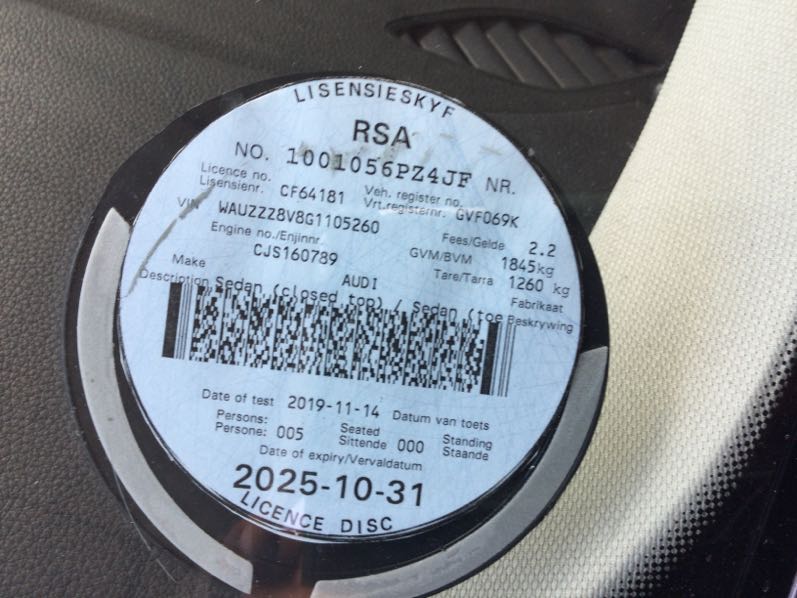 LISENSIESKYF
RSA
NO. 1001056PZ4JF NR.
Licence no. Veh. register no.
Lisensienr. CF64181 Vrt.registernr. GVF069K
VIN WAUZZZ8V8G1105260 Fees/Gelde 2.2
Engine no./Enjinnr GVM/BVM 1845kg
CJS160789 Tare/Tarra 1260 kg
Make AUDI Fabrikaat
Description Sedan (closed top) / Sedan (toe Beskrywing
Date of test 2019-11-14 Datum van toets
Persons: Seated Standing
Persone: 005 Sittende 000 Staande
Date of expiry/Vervaldatum
2025-10-31
LICENCE DISC